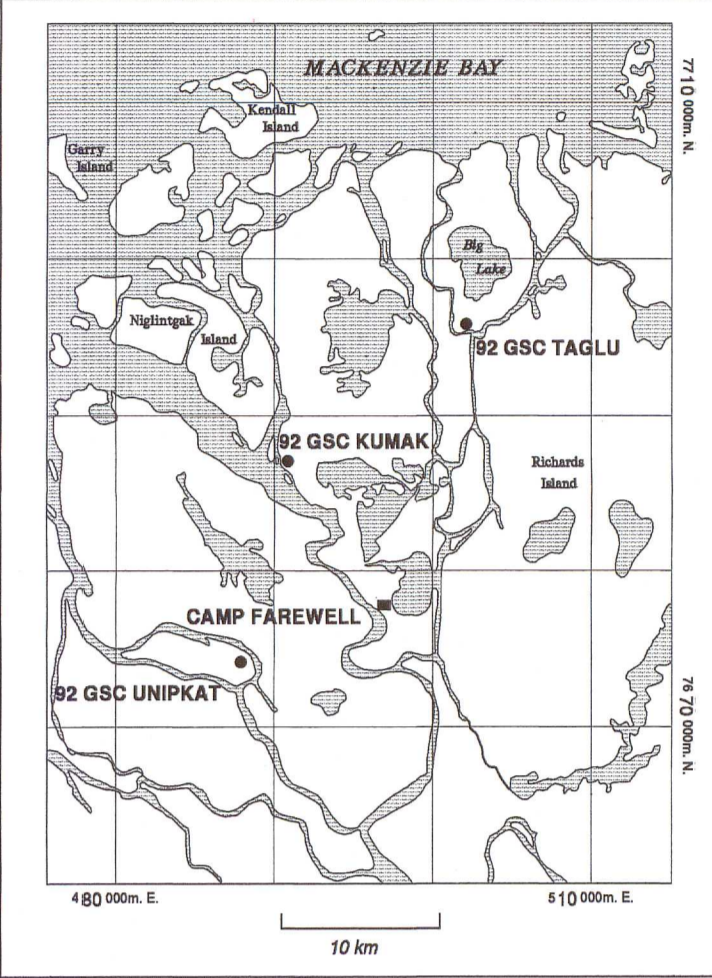 MACKENZIE BAY
Kendall
Island
Garry
Island
7710 000m. N.
Big
Lake
Niglintgak
Island
92 GSC TAGLU
92 GSC KUMAK
Richards
Island
CAMP FAREWELL
92 GSC UNIPKAT
7670 000m. N.
480 000m. E.
510 000m. E.
10 km